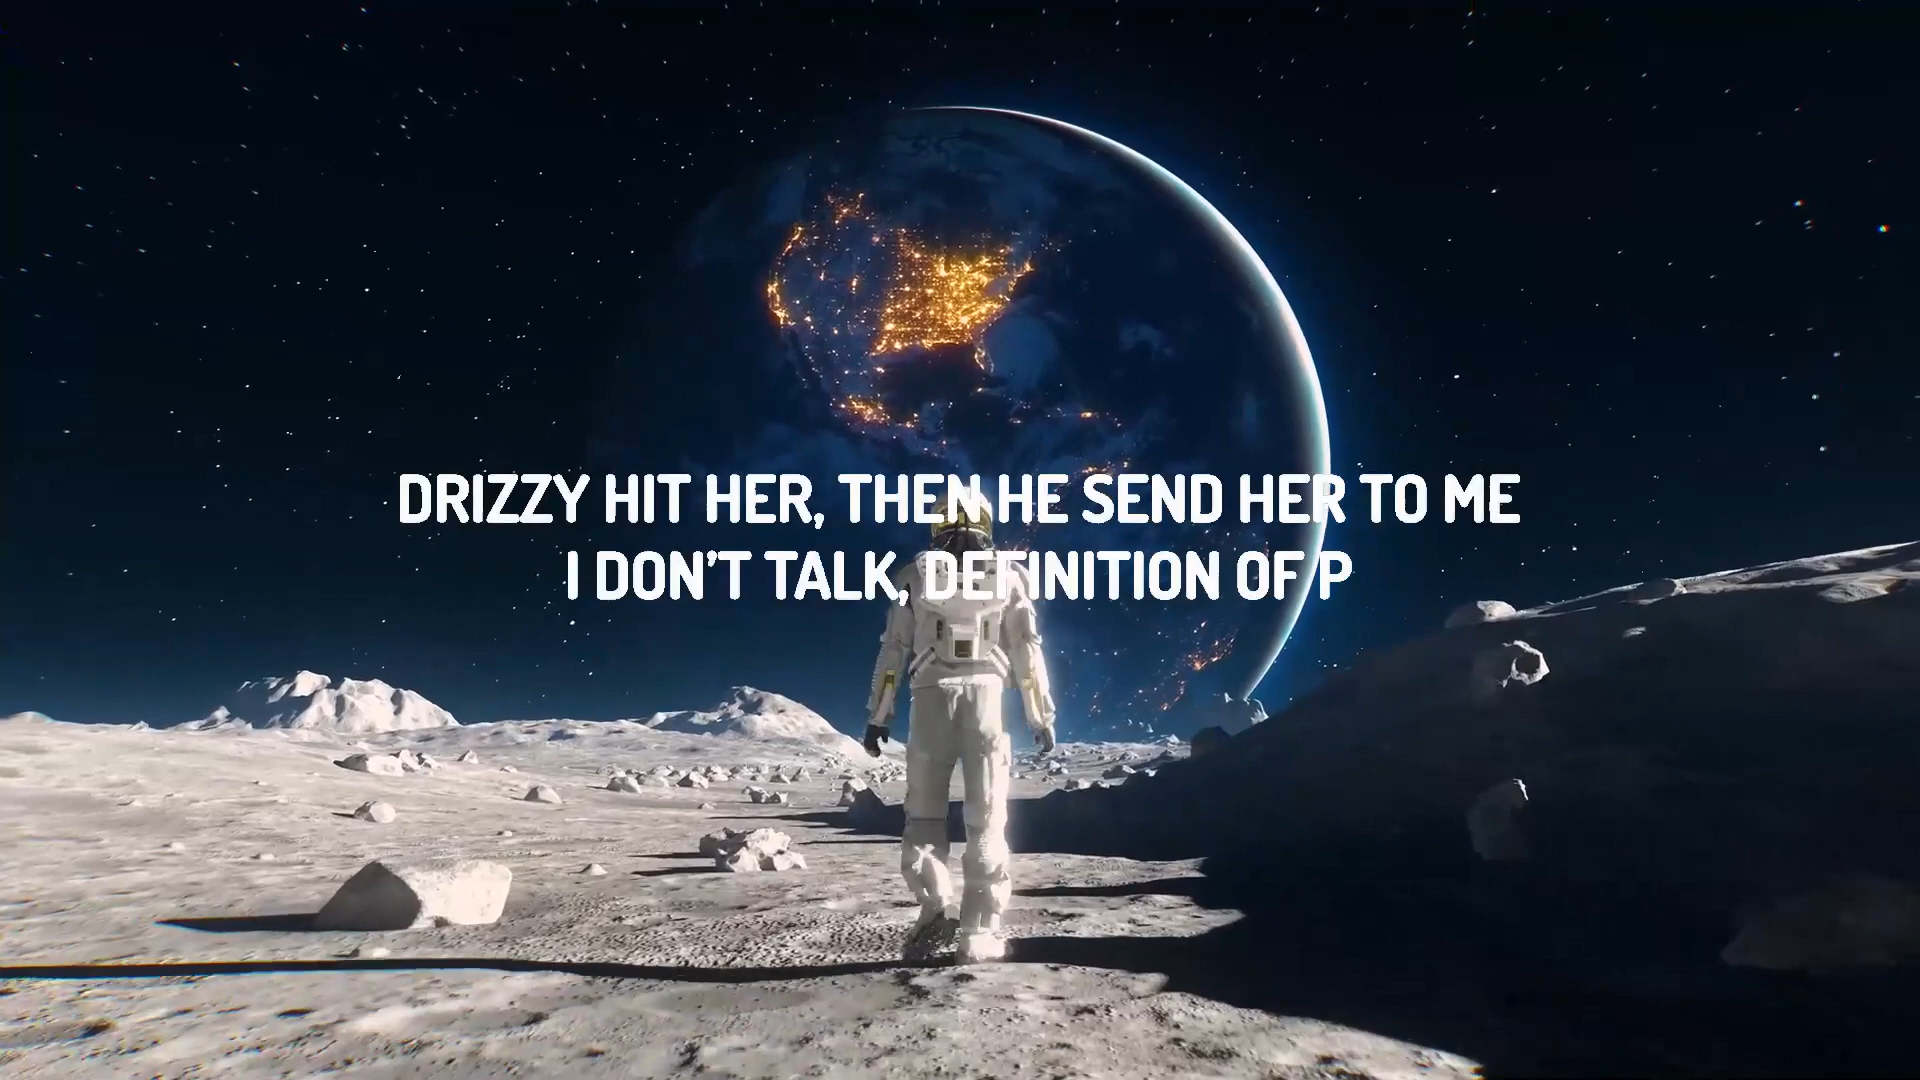 DRIZZY HIT HER, THEN HE SEND HER TO ME
I DON'T TALK, DEFINITION OF P